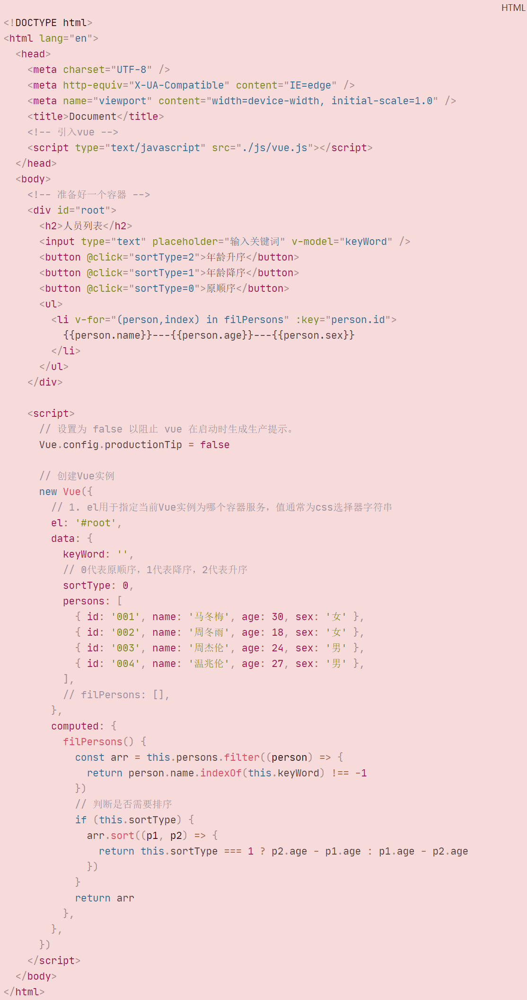 HTML
<!DOCTYPE html>
<html lang="en">
  <head>
    <meta charset="UTF-8" />
    <meta http-equiv="X-UA-Compatible" content="IE=edge" />
    <meta name="viewport" content="width=device-width, initial-scale=1.0" />
    <title>Document</title>
    <!-- 引入vue -->
    <script type="text/javascript" src="./js/vue.js"></script>
  </head>
  <body>
    <!-- 准备好一个容器 -->
    <div id="root">
      <h2>人员列表</h2>
      <input type="text" placeholder="输入关键词" v-model="keyWord" />
      <button @click="sortType=2">年龄升序</button>
      <button @click="sortType=1">年龄降序</button>
      <button @click="sortType=0">原顺序</button>
      <ul>
        <li v-for="(person,index) in filPersons" :key="person.id">
          {{person.name}}---{{person.age}}---{{person.sex}}
        </li>
      </ul>
    </div>

    <script>
      // 设置为 false 以阻止 vue 在启动时生成生产提示。
      Vue.config.productionTip = false

      // 创建Vue实例
      new Vue({
        // 1. el用于指定当前Vue实例为哪个容器服务，值通常为css选择器字符串
        el: '#root',
        data: {
          keyWord: '',
          // 0代表原顺序，1代表降序，2代表升序
          sortType: 0,
          persons: [
            { id: '001', name: '马冬梅', age: 30, sex: '女' },
            { id: '002', name: '周冬雨', age: 18, sex: '女' },
            { id: '003', name: '周杰伦', age: 24, sex: '男' },
            { id: '004', name: '温兆伦', age: 27, sex: '男' },
          ],
          // filPersons: [],
        },
        computed: {
          filPersons() {
            const arr = this.persons.filter((person) => {
              return person.name.indexOf(this.keyWord) !== -1
            })
            // 判断是否需要排序
            if (this.sortType) {
              arr.sort((p1, p2) => {
                return this.sortType === 1 ? p2.age - p1.age : p1.age - p2.age
              })
            }
            return arr
          },
        },
      })
    </script>
  </body>
</html>